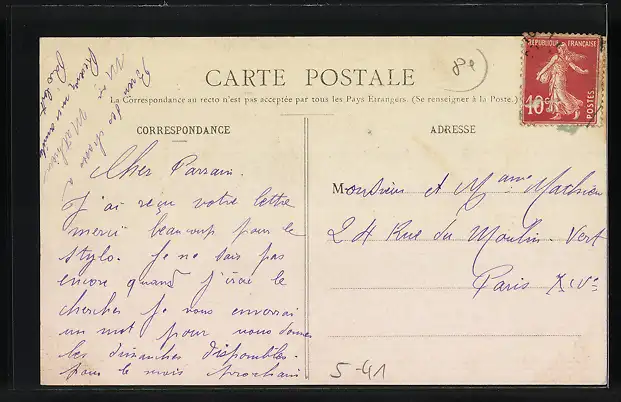 CARTE POSTALE
La Correspondance au recto n'est pas acceptée par tous les Pays Etrangers. (Se renseigner à la Poste.)
REPUBLIQUE FRANÇAISE
10c
POSTES
CORRESPONDANCE
ADRESSE
Cher Parrain.
J'ai reçu votre lettre
merci beaucoup pour le
stylo. Je ne sais pas
encore quand j'irai le
chercher Je vous enverrai
un mot pour vous donner
les dimanches disponibles.
pour le mois prochain
Monsieur et Mame Mathieu
24 Rue du Moulin. Vert
Paris XIVe
5-41